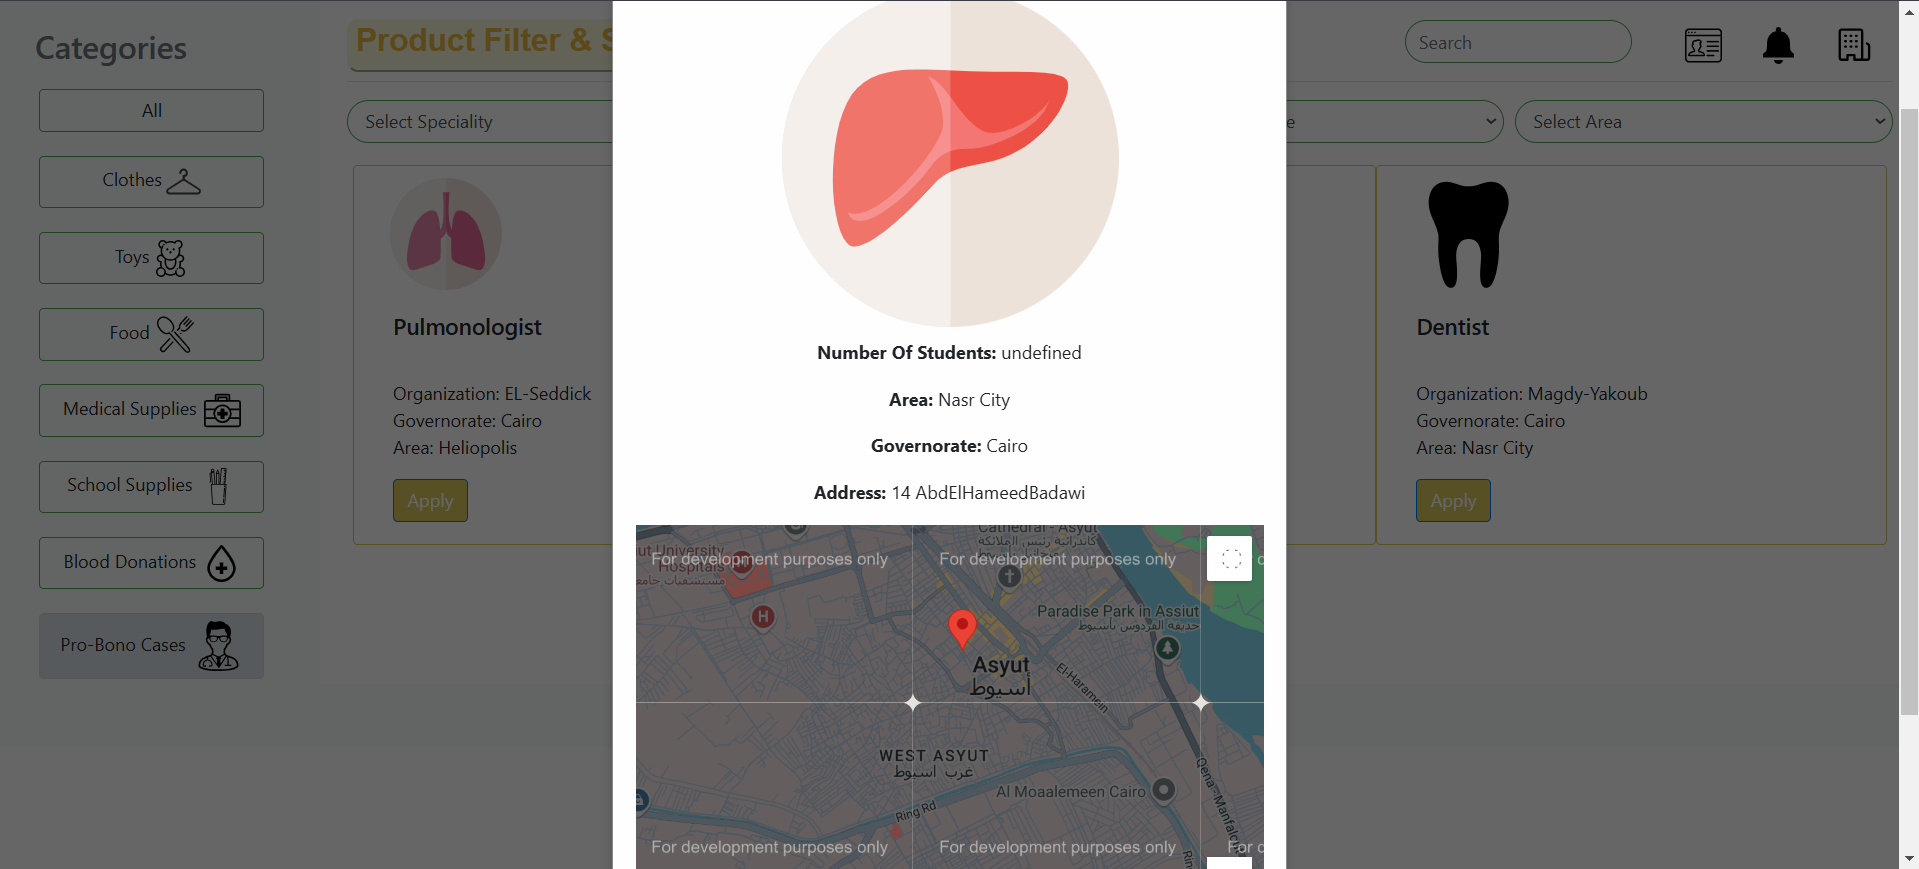 Categories
All
Clothes
Toys
Food
Medical Supplies
School Supplies
Blood Donations
Pro-Bono Cases
Product Filter & S
Search
Select Speciality
e
Select Area
Pulmonologist
Organization: EL-Seddick
Governorate: Cairo
Area: Heliopolis
Apply
Number Of Students: undefined
Area: Nasr City
Governorate: Cairo
Address: 14 AbdElHameedBadawi
Cathedral - Asyut
كاتدرائية رئيس الملائكة
ut University
Hospitals
مستشفيات جامعة
For development purposes only
For development purposes only
H
Paradise Park in Assiut
حديقة الفردوس بأسيوط
Asyut
أسيوط
El-Haramein
WEST ASYUT
غرب أسيوط
Al Moaalemeen Cairo
Ring Rd
Qena - Manfalout
Ring
For development purposes only
For development purposes only
For d
Dentist
Organization: Magdy-Yakoub
Governorate: Cairo
Area: Nasr City
Apply